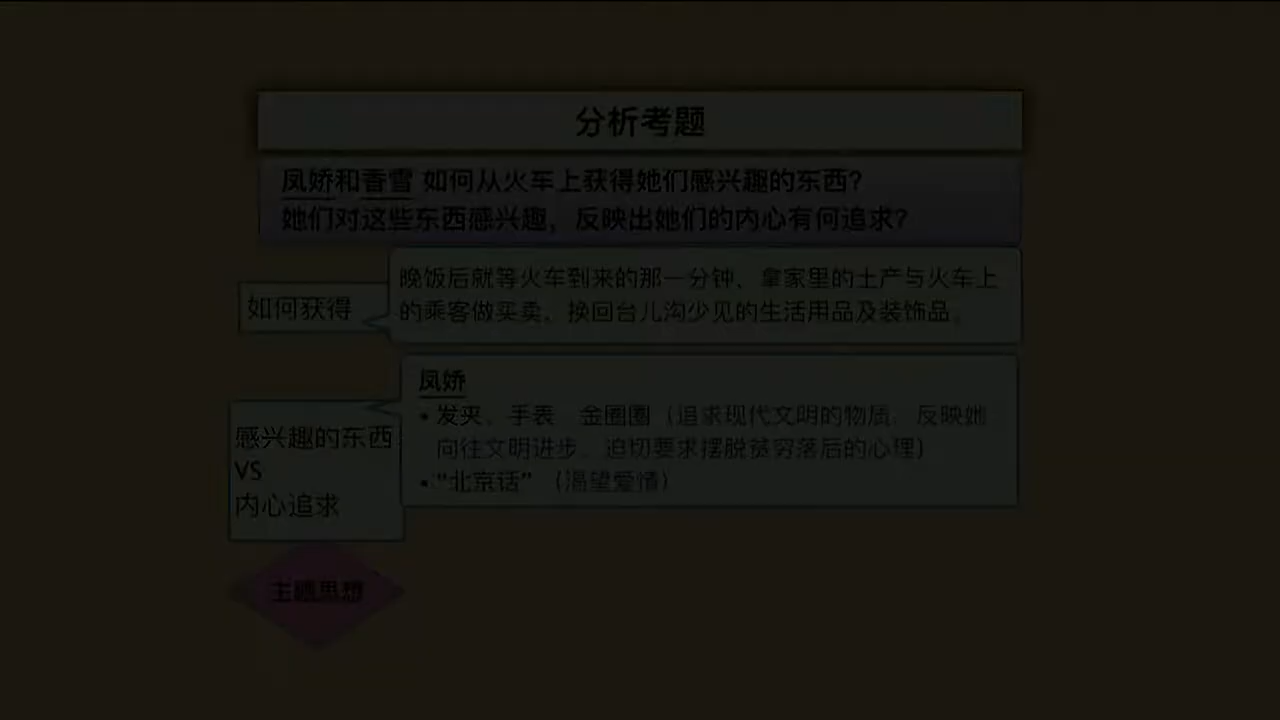 分析考题
凤娇和香雪 如何从火车上获得她们感兴趣的东西?
她们对这些东西感兴趣，反映出她们的内心有何追求?
如何获得
晚饭后就等火车到来的那一分钟、拿家里的土产与火车上
的乘客做买卖、换回台儿沟少见的生活用品及装饰品。
感兴趣的东西
VS
内心追求
凤娇
• 发夹、手表、金圈圈（追求现代文明的物质，反映她
向往文明进步、迫切要求摆脱贫穷落后的心理）
• “北京话”（渴望爱情）
主题思想